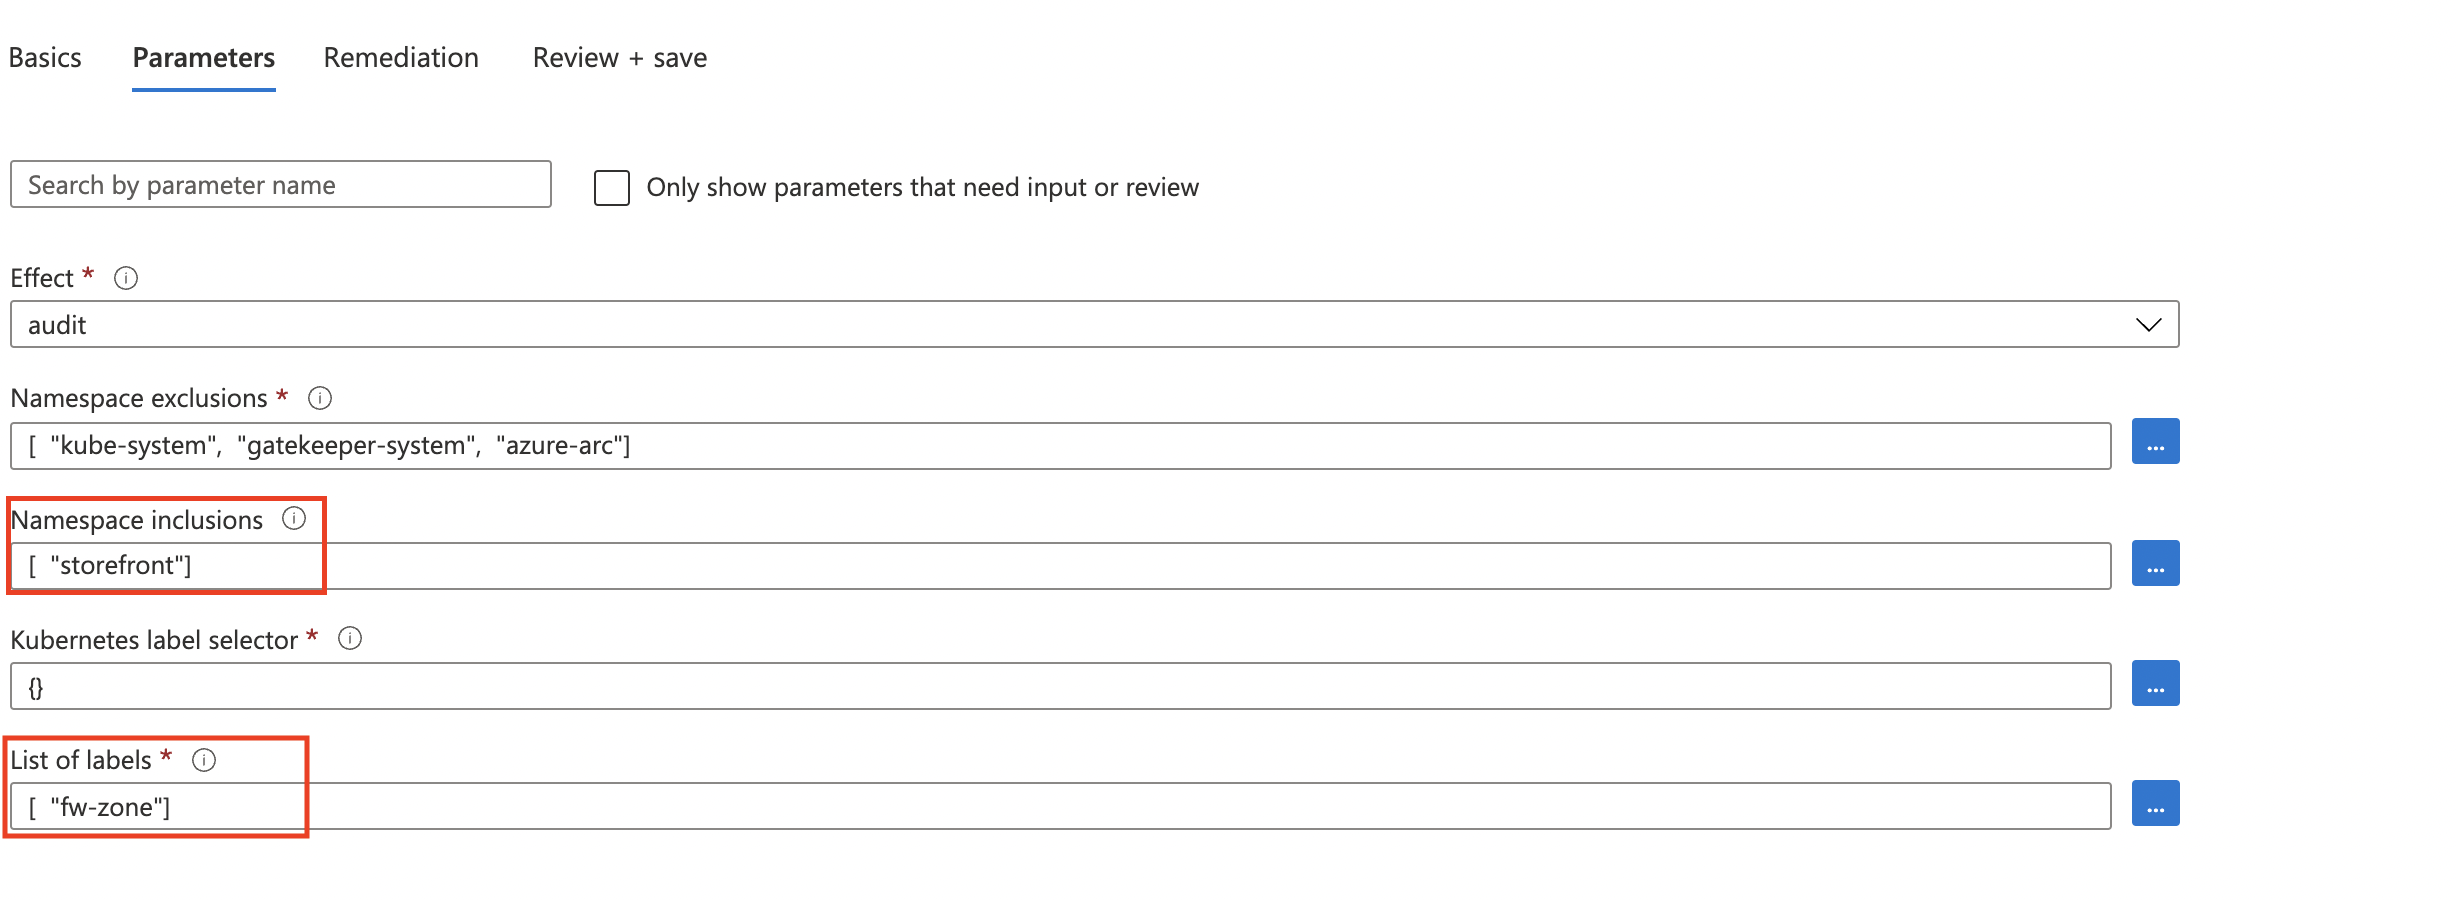 Basics Parameters Remediation Review + save
Search by parameter name Only show parameters that need input or review
Effect *
audit
Namespace exclusions *
[ "kube-system", "gatekeeper-system", "azure-arc"]
...
Namespace inclusions
[ "storefront"]
...
Kubernetes label selector *
{}
...
List of labels *
[ "fw-zone"]
...